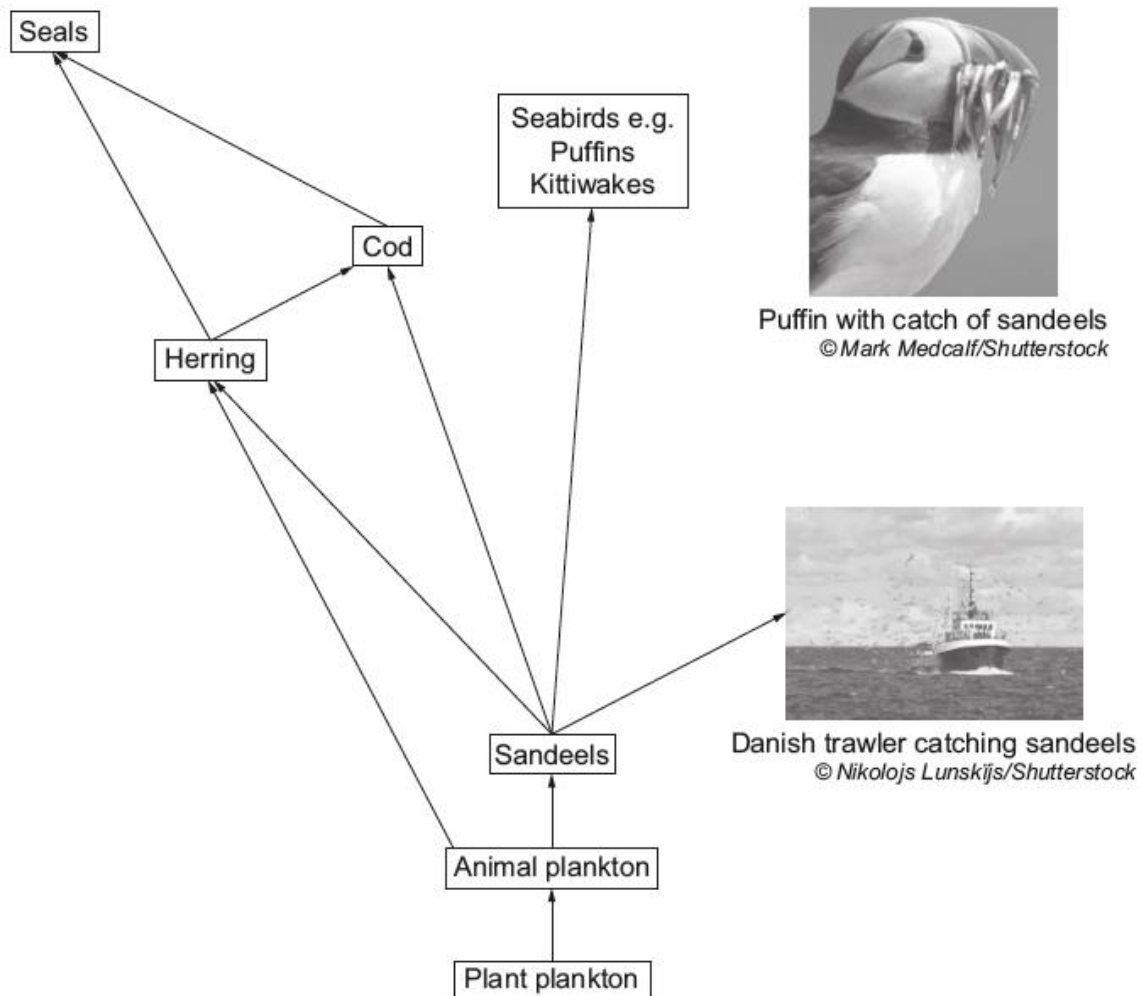 Seals
Seabirds e.g.
Puffins
Kittiwakes
Cod
Puffin with catch of sandeels
© Mark Medcalf/Shutterstock
Herring
Sandeels
Danish trawler catching sandeels
© Nikolojs Lunskïjs/Shutterstock
Animal plankton
Plant plankton